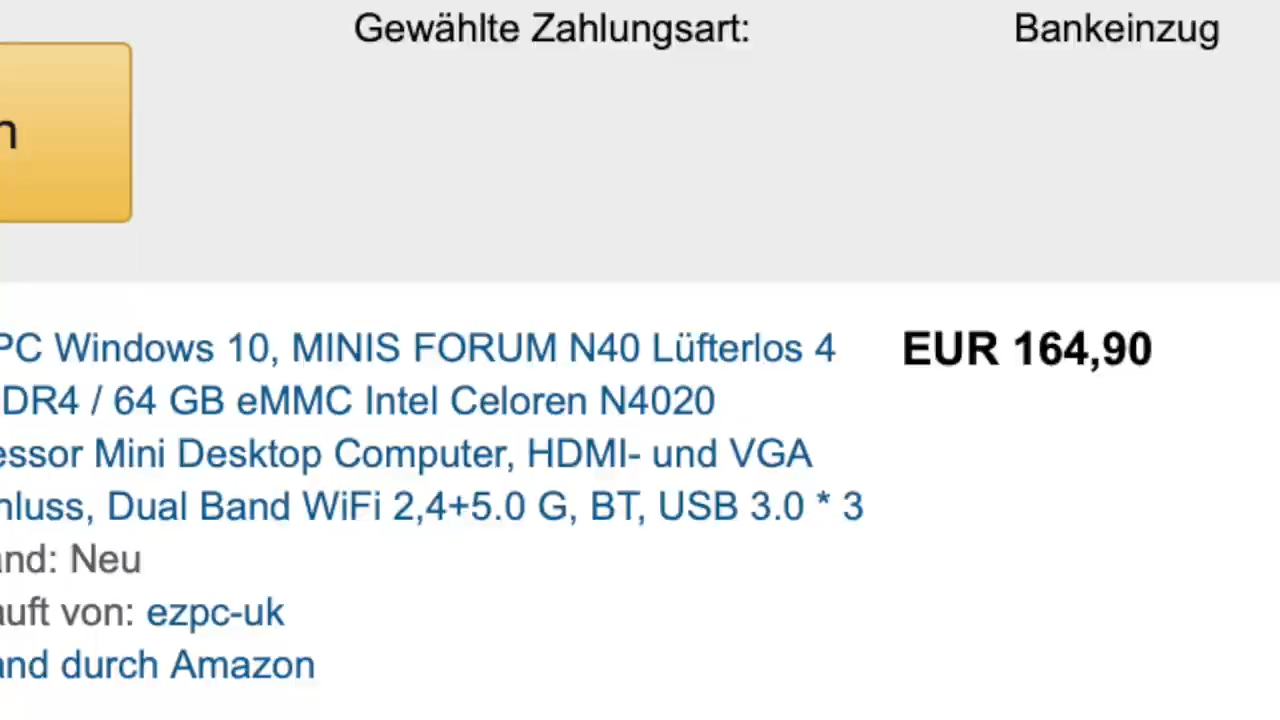 Gewählte Zahlungsart: Bankeinzug
n
PC Windows 10, MINIS FORUM N40 Lüfterlos 4 EUR 164,90
DR4 / 64 GB eMMC Intel Celoren N4020
essor Mini Desktop Computer, HDMI- und VGA
hluss, Dual Band WiFi 2,4+5.0 G, BT, USB 3.0 * 3
and: Neu
auft von: ezpc-uk
and durch Amazon